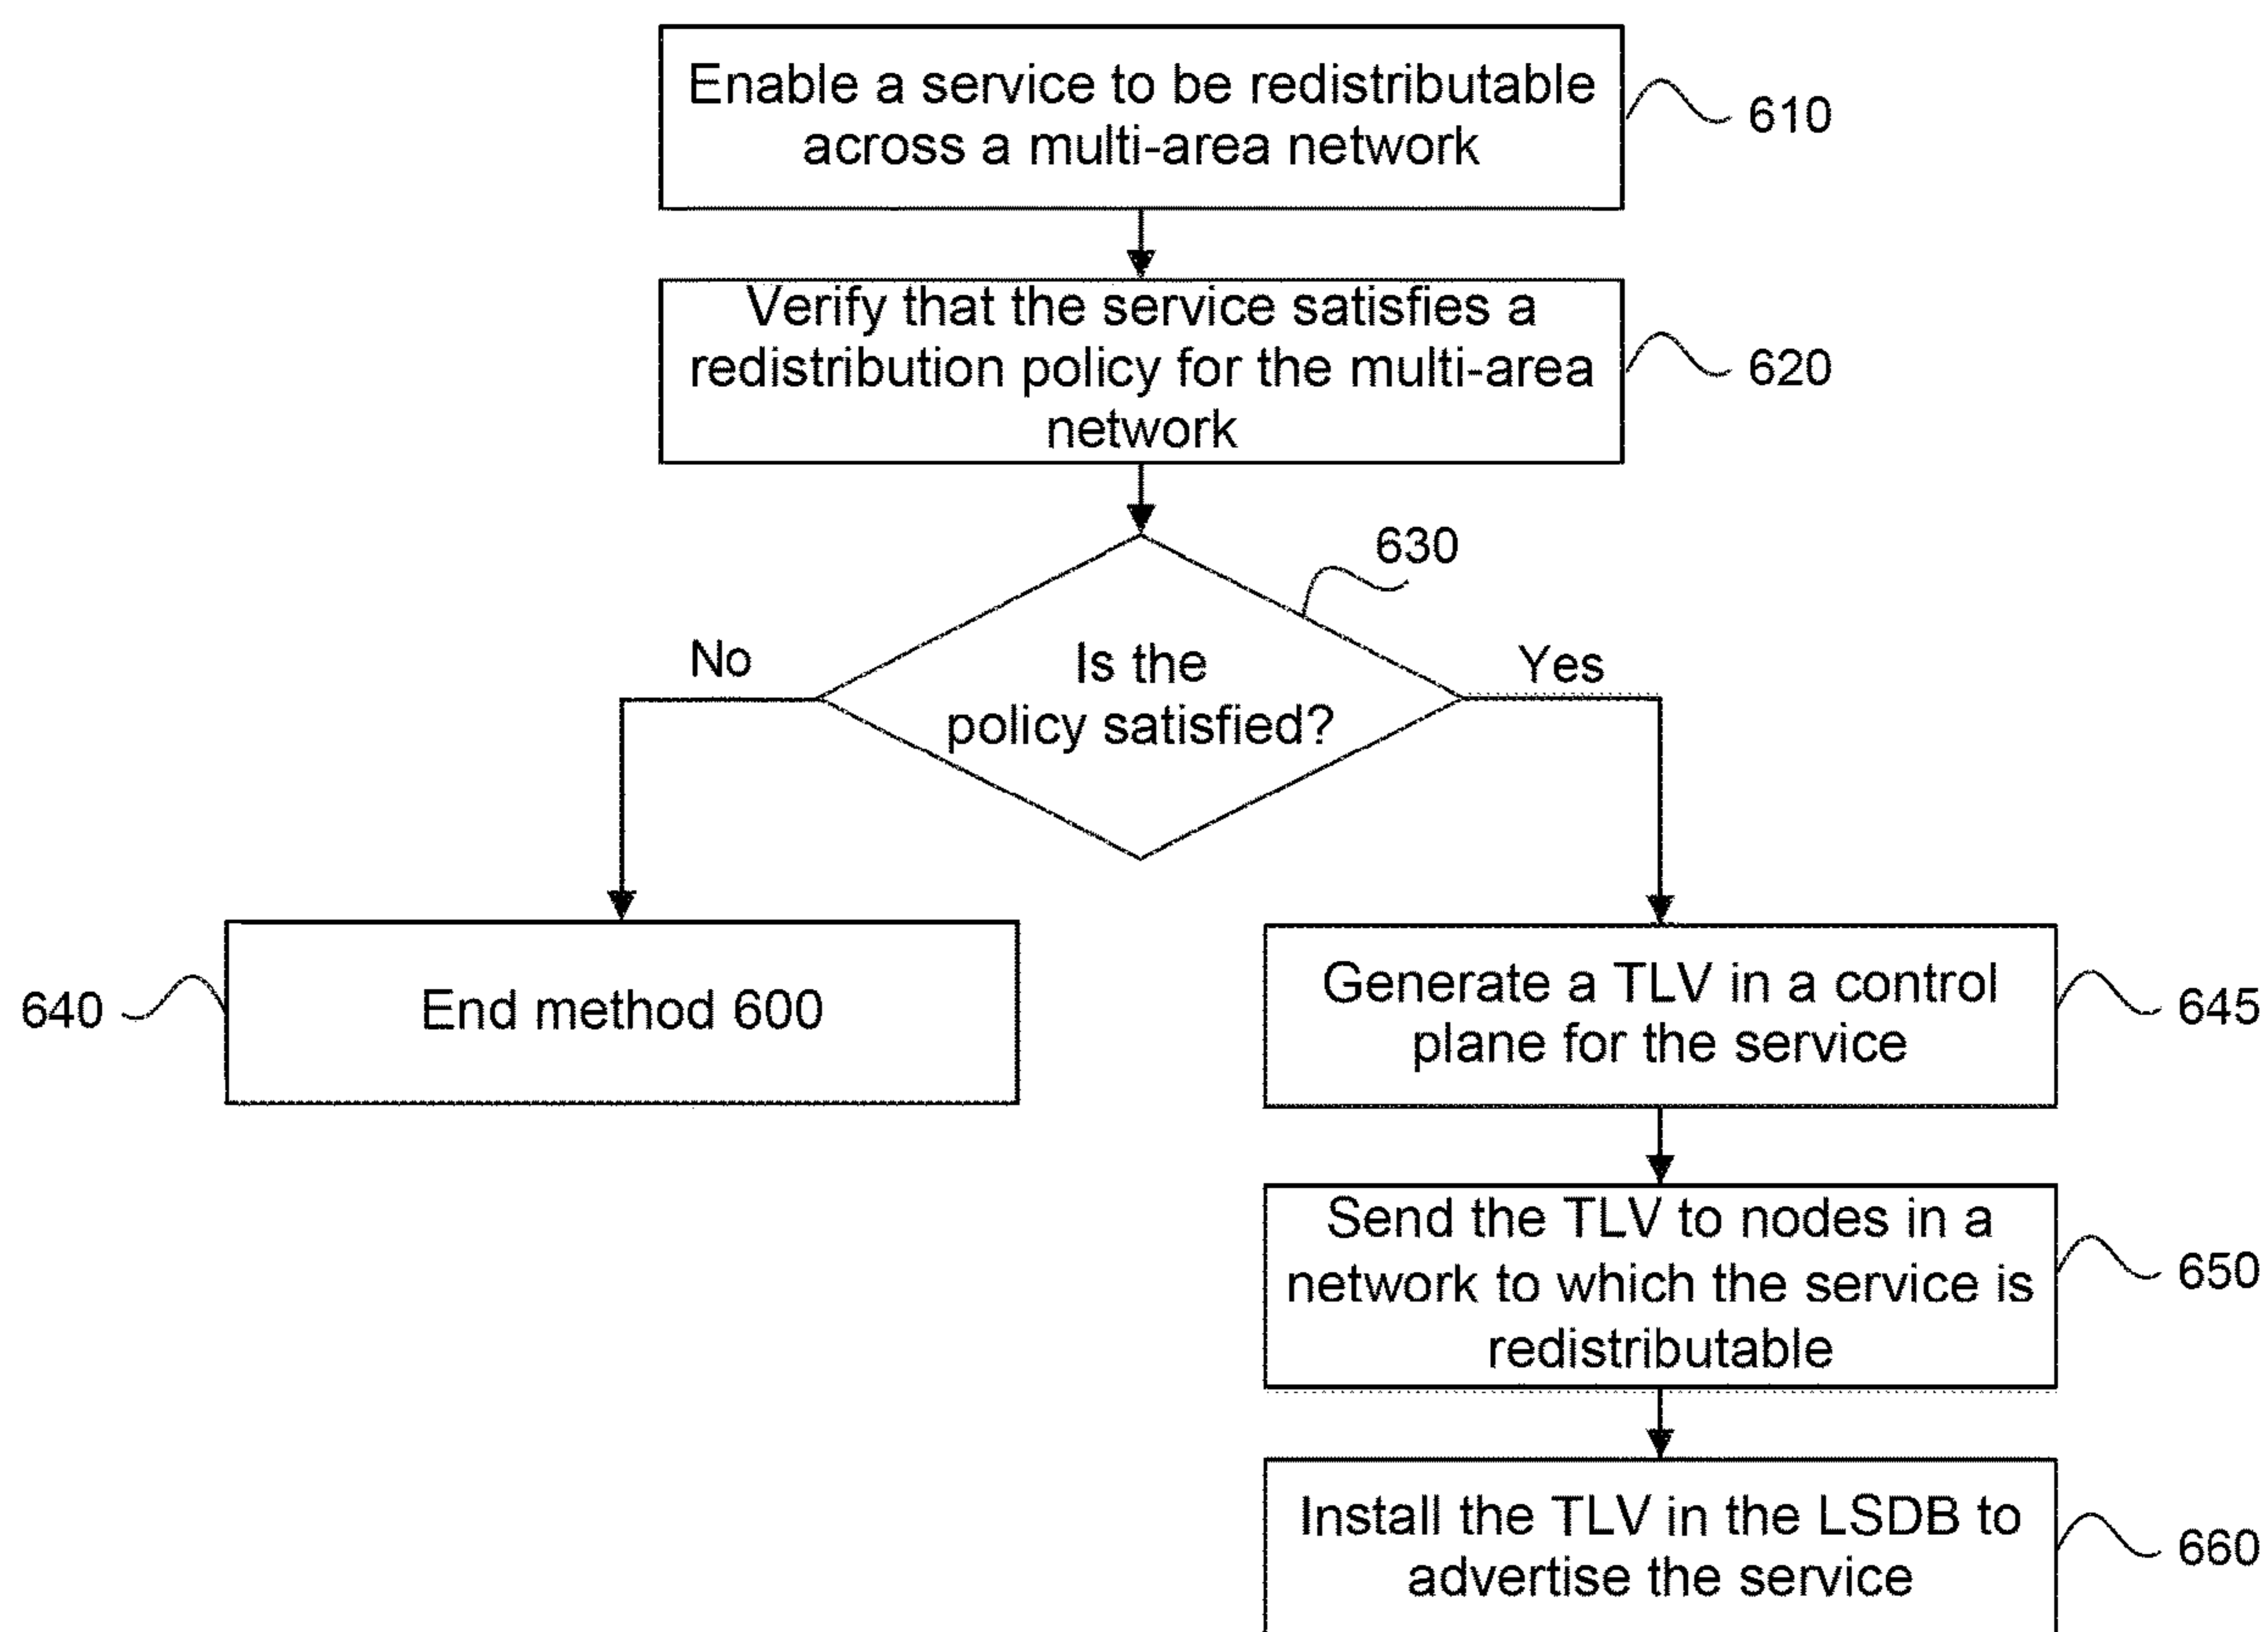 Enable a service to be redistributable
across a multi-area network
610
Verify that the service satisfies a
redistribution policy for the multi-area
network
620
630
No
Is the
policy satisfied?
Yes
640
End method 600
Generate a TLV in a control
plane for the service
645
Send the TLV to nodes in a
network to which the service is
redistributable
650
Install the TLV in the LSDB to
advertise the service
660